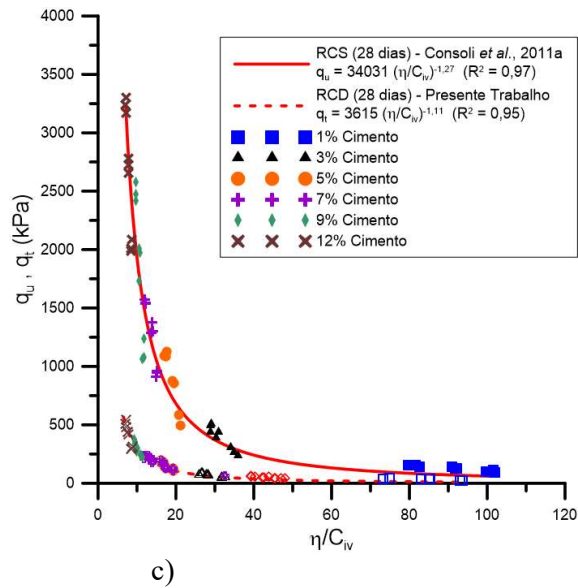 4000
3500
3000
2500
2000
1500
1000
500
0
q_u , q_t (kPa)
RCS (28 dias) - Consoli et al., 2011a
q_u = 34031 (η/C_iv)^-1,27 (R² = 0,97)
RCD (28 dias) - Presente Trabalho
q_t = 3615 (η/C_iv)^-1,11 (R² = 0,95)
1% Cimento
3% Cimento
5% Cimento
7% Cimento
9% Cimento
12% Cimento
0 20 40 60 80 100 120
η/C_iv
c)